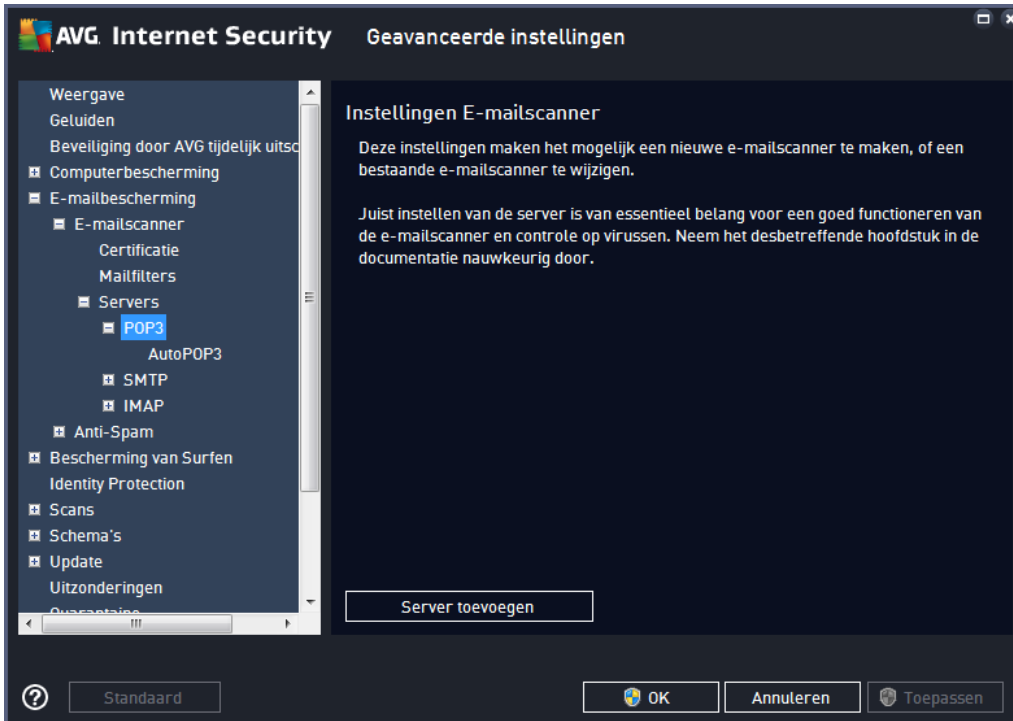 AVG. Internet Security Geavanceerde instellingen
Weergave
Geluiden
Beveiliging door AVG tijdelijk uitsc
Computerbescherming
E-mailbescherming
E-mailscanner
Certificatie
Mailfilters
Servers
POP3
AutoPOP3
SMTP
IMAP
Anti-Spam
Bescherming van Surfen
Identity Protection
Scans
Schema's
Update
Uitzonderingen
Quarantaine
Instellingen E-mailscanner
Deze instellingen maken het mogelijk een nieuwe e-mailscanner te maken, of een
bestaande e-mailscanner te wijzigen.
Juist instellen van de server is van essentieel belang voor een goed functioneren van
de e-mailscanner en controle op virussen. Neem het desbetreffende hoofdstuk in de
documentatie nauwkeurig door.
Server toevoegen
Standaard
OK
Annuleren
Toepassen